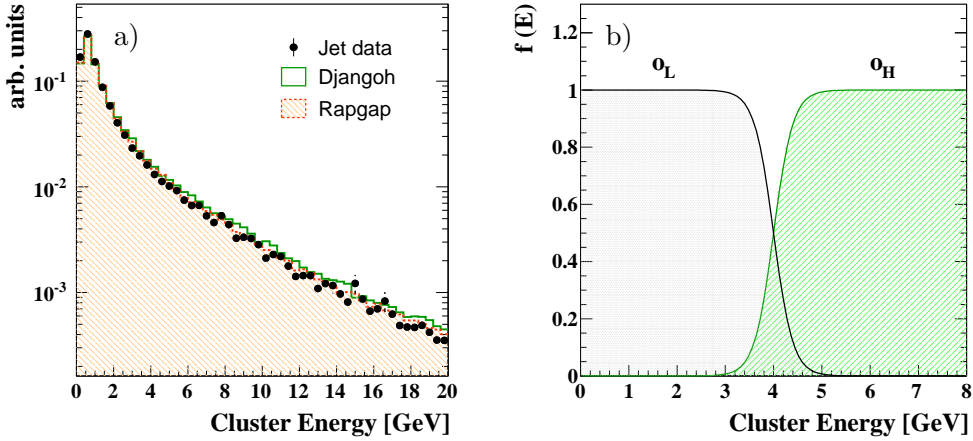 a)
arb. units
Jet data
Djangoh
Rapgap
10⁻¹
10⁻²
10⁻³
0 2 4 6 8 10 12 14 16 18 20
Cluster Energy [GeV]
b)
f (E)
o_L o_H
1.2
1
0.8
0.6
0.4
0.2
0
0 1 2 3 4 5 6 7 8
Cluster Energy [GeV]